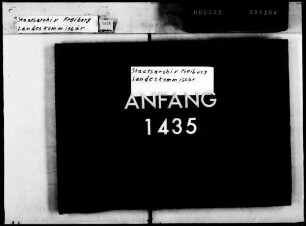 Staatsarchiv Freiburg
Landeskommissär
Staatsarchiv Freiburg
Landeskommissär
ANFANG
1435